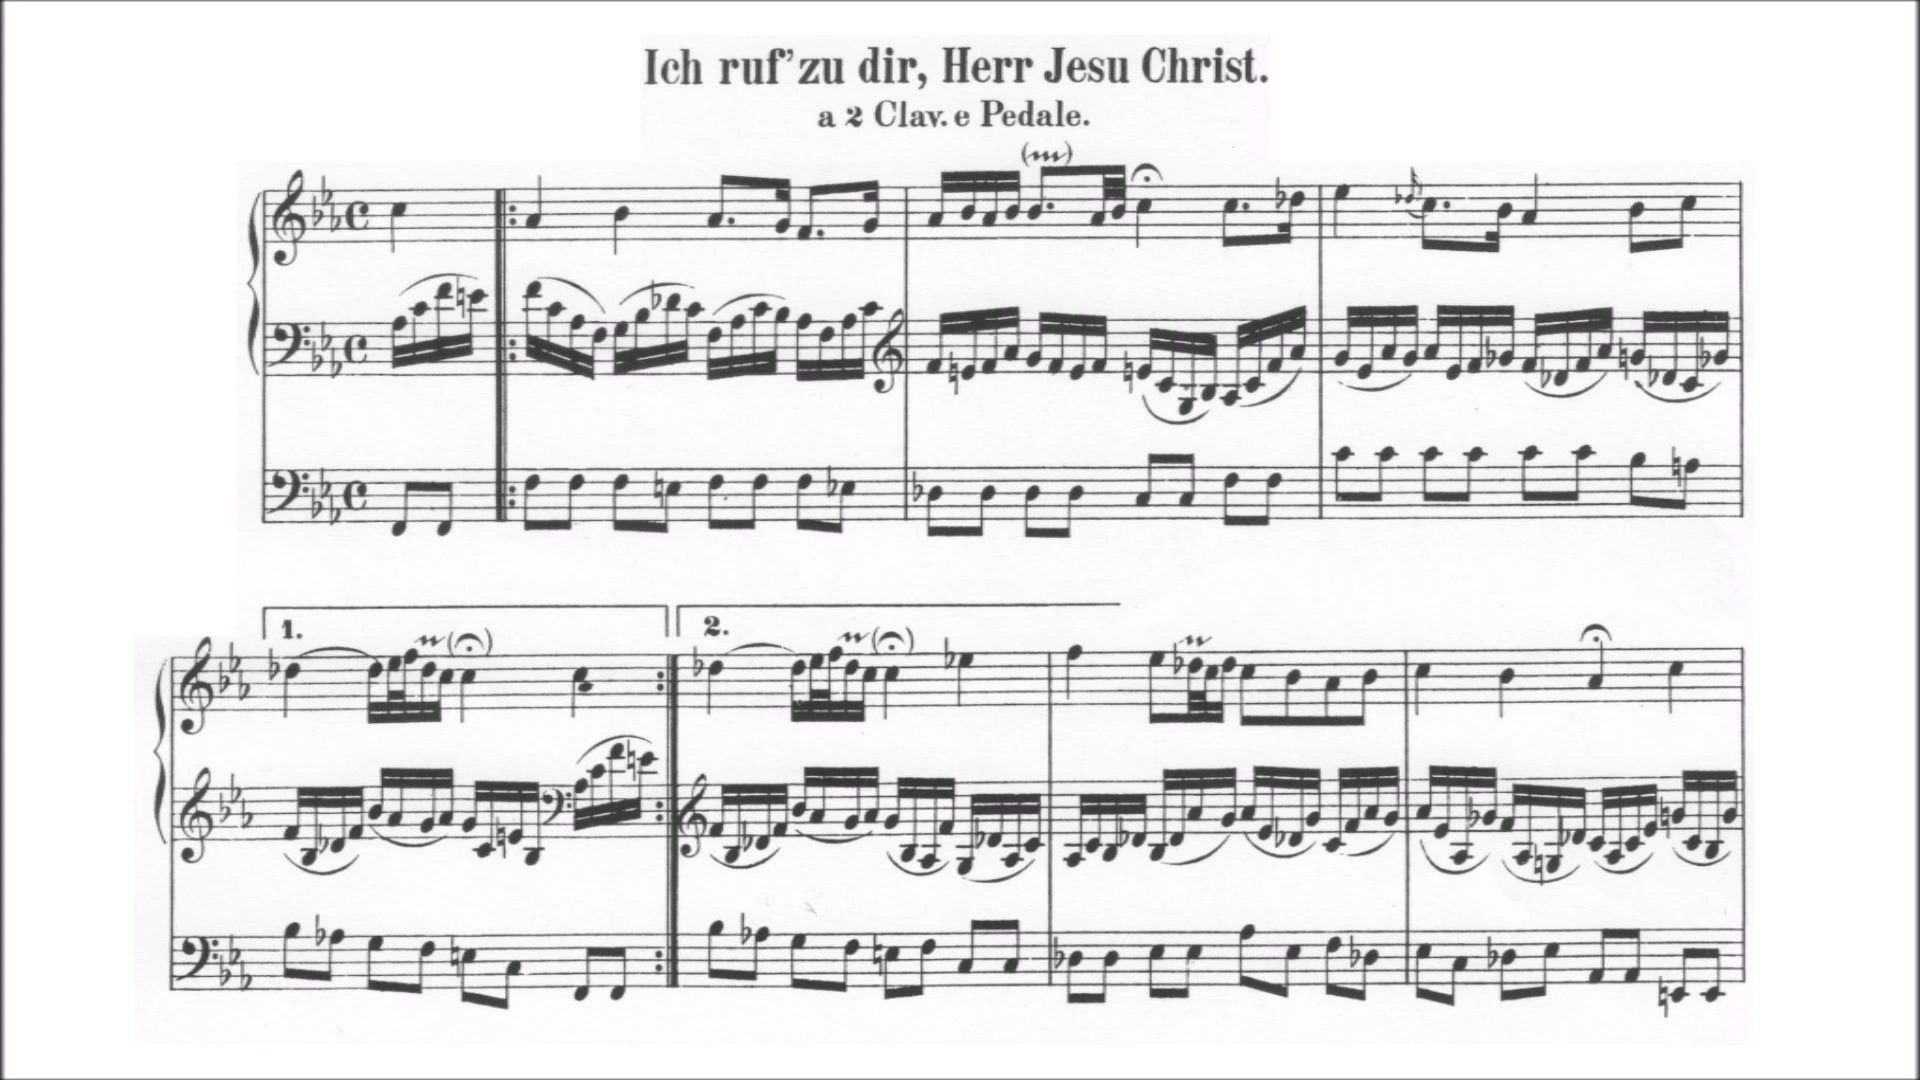 Ich ruf’ zu dir, Herr Jesu Christ.
a 2 Clav. e Pedale.
1.
2.